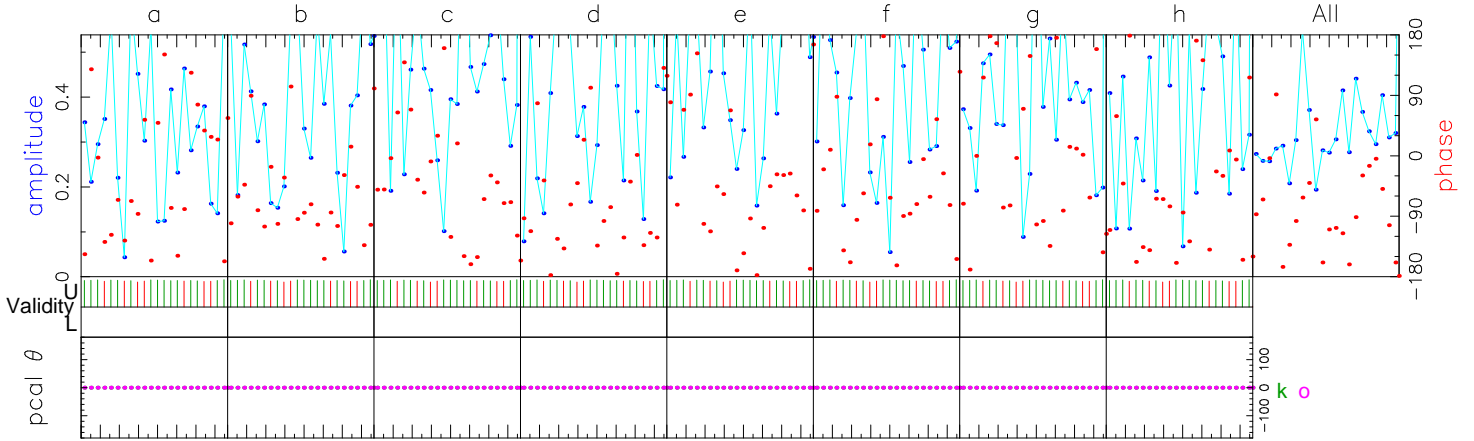 a b c d e f g h All
amplitude
0.4
0.2
0
180
90
0
−90
−180
phase
U
Validity
L
pcal θ
100
0
−100
k o